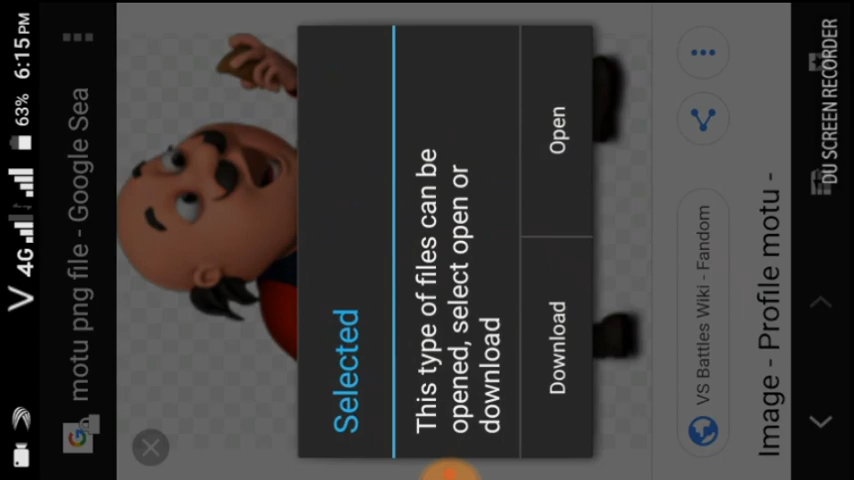 4G 63% 6:15 PM
motu png file - Google Sea
Selected
This type of files can be
opened, select open or
download
Download
Open
VS Battles Wiki - Fandom
Image - Profile motu -
DU SCREEN RECORDER